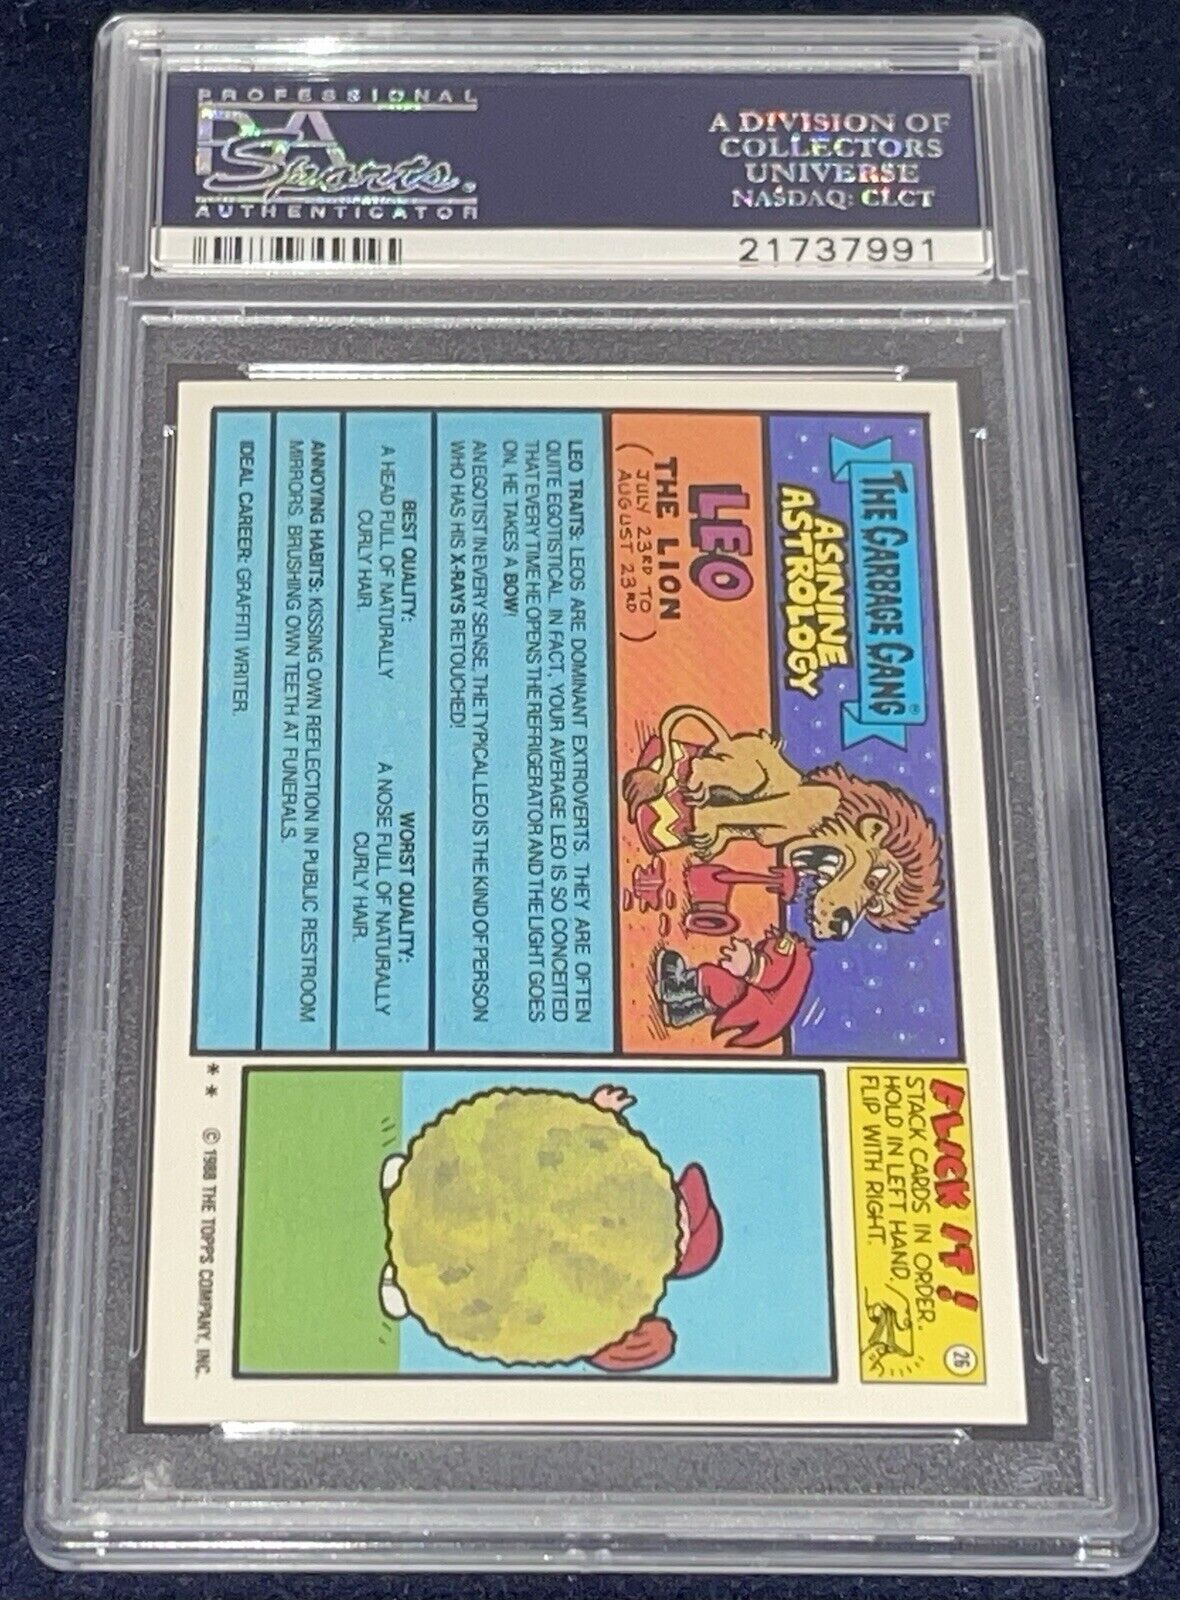 PROFESSIONAL
PSA
Sports
AUTHENTICATOR
A DIVISION OF
COLLECTORS
UNIVERSE
NASDAQ: CLCT
21737991
THE GARBAGE GANG®
ASININE
ASTROLOGY
LEO
THE LION
( JULY 23RD TO
AUGUST 23RD )
LEO TRAITS: LEOS ARE DOMINANT EXTROVERTS. THEY ARE OFTEN
QUITE EGOTISTICAL. IN FACT, YOUR AVERAGE LEO IS SO CONCEITED
THAT EVERY TIME HE OPENS THE REFRIGERATOR AND THE LIGHT GOES
ON, HE TAKES A BOW!
AN EGOTIST IN EVERY SENSE, THE TYPICAL LEO IS THE KIND OF PERSON
WHO HAS HIS X-RAYS RETOUCHED!
BEST QUALITY:
A HEAD FULL OF NATURALLY
CURLY HAIR.
WORST QUALITY:
A NOSE FULL OF NATURALLY
CURLY HAIR.
ANNOYING HABITS: KISSING OWN REFLECTION IN PUBLIC RESTROOM
MIRRORS. BRUSHING OWN TEETH AT FUNERALS.
IDEAL CAREER: GRAFFITI WRITER.
FLICK IT!
26
STACK CARDS IN ORDER.
HOLD IN LEFT HAND.
FLIP WITH RIGHT.
** © 1988 THE TOPPS COMPANY, INC.